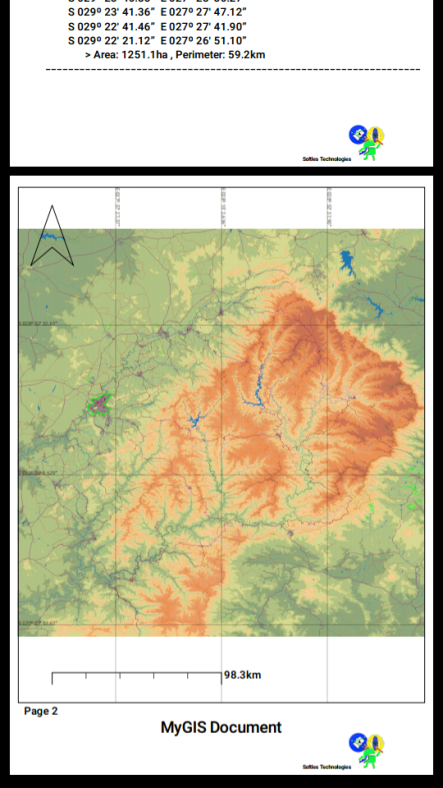 S 029º 23' 41.36" E 027º 27' 47.12"
S 029º 22' 41.46" E 027º 27' 41.90"
S 029º 22' 21.12" E 027º 26' 51.10"
> Area: 1251.1ha , Perimeter: 59.2km
Softles Technologies
98.3km
Page 2
MyGIS Document
Softles Technologies